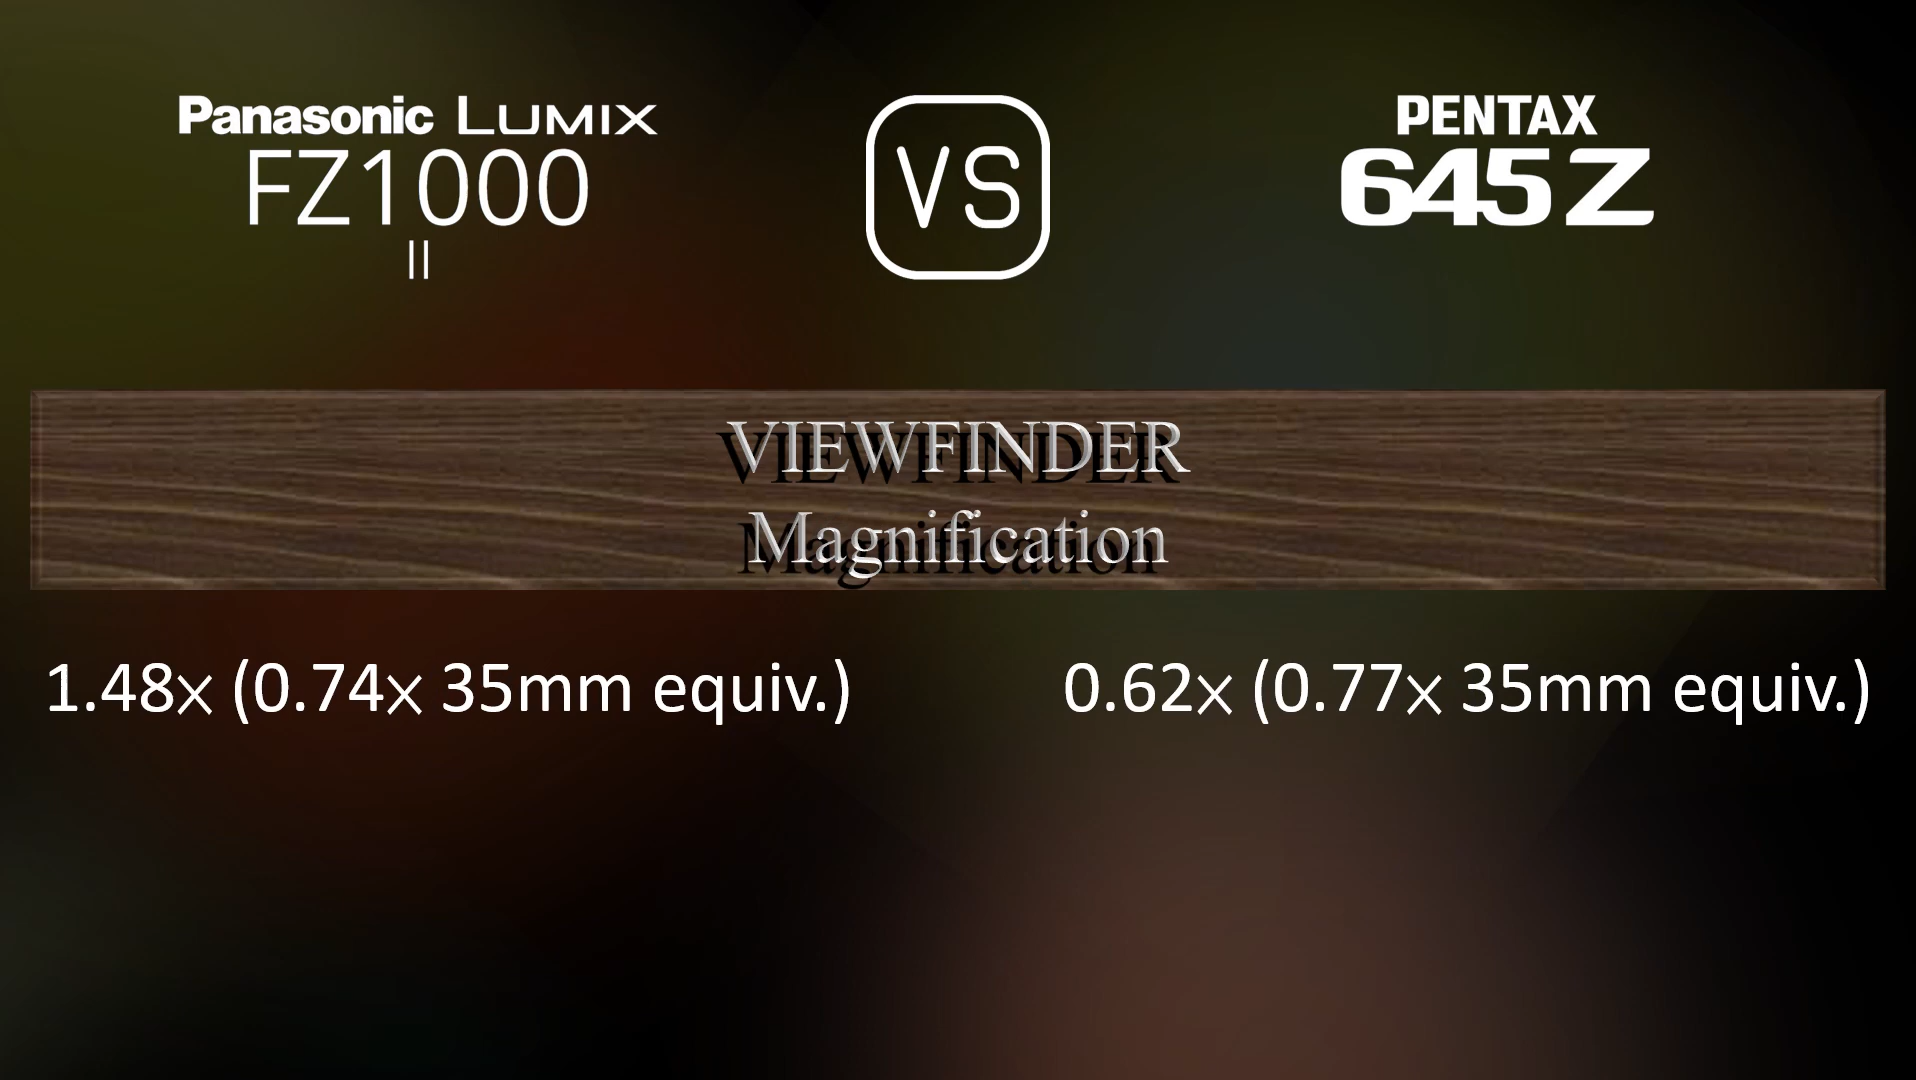 Panasonic LUMIX
FZ1000
II
VS
PENTAX
645Z
VIEWFINDER
Magnification
1.48x (0.74x 35mm equiv.)
0.62x (0.77x 35mm equiv.)